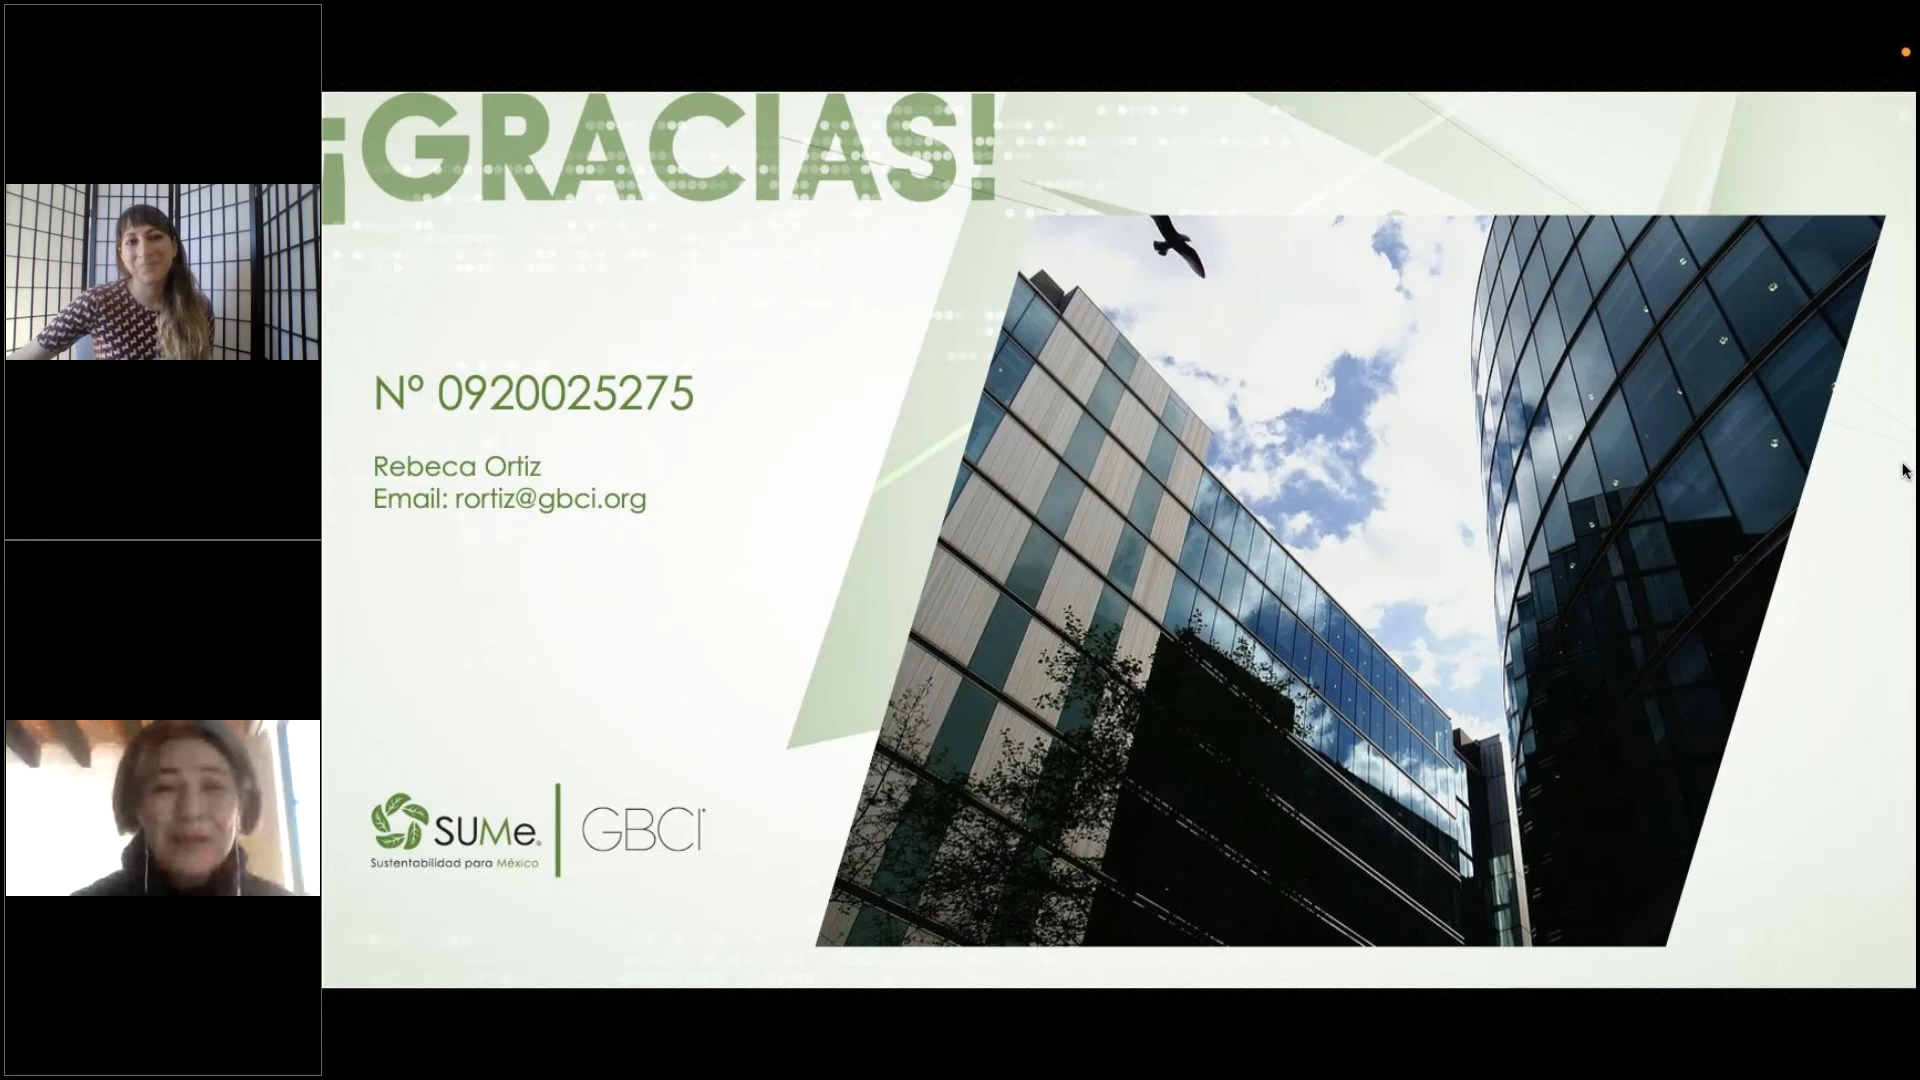 ¡GRACIAS!
Nº 0920025275
Rebeca Ortiz
Email: rortiz@gbci.org
SUMe®
Sustentabilidad para México
GBCI